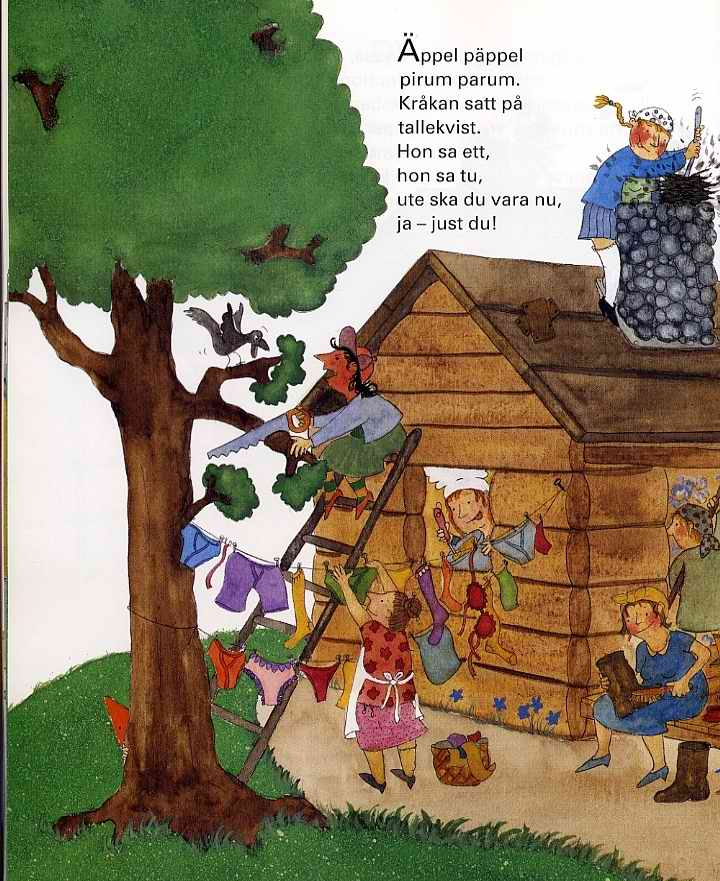 Äppel päppel
pirum parum.
Kråkan satt på
tallekvist.
Hon sa ett,
hon sa tu,
ute ska du vara nu,
ja – just du!